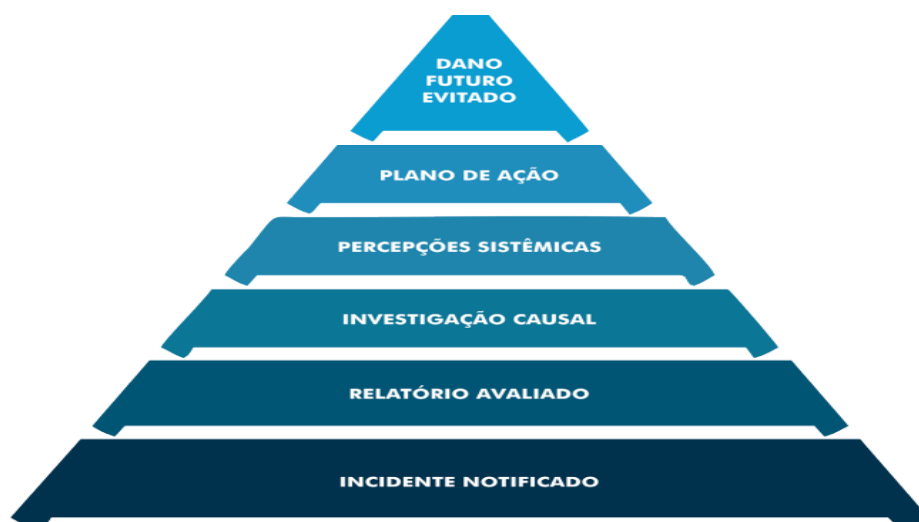 DANO
FUTURO
EVITADO
PLANO DE AÇÃO
PERCEPÇÕES SISTÊMICAS
INVESTIGAÇÃO CAUSAL
RELATÓRIO AVALIADO
INCIDENTE NOTIFICADO